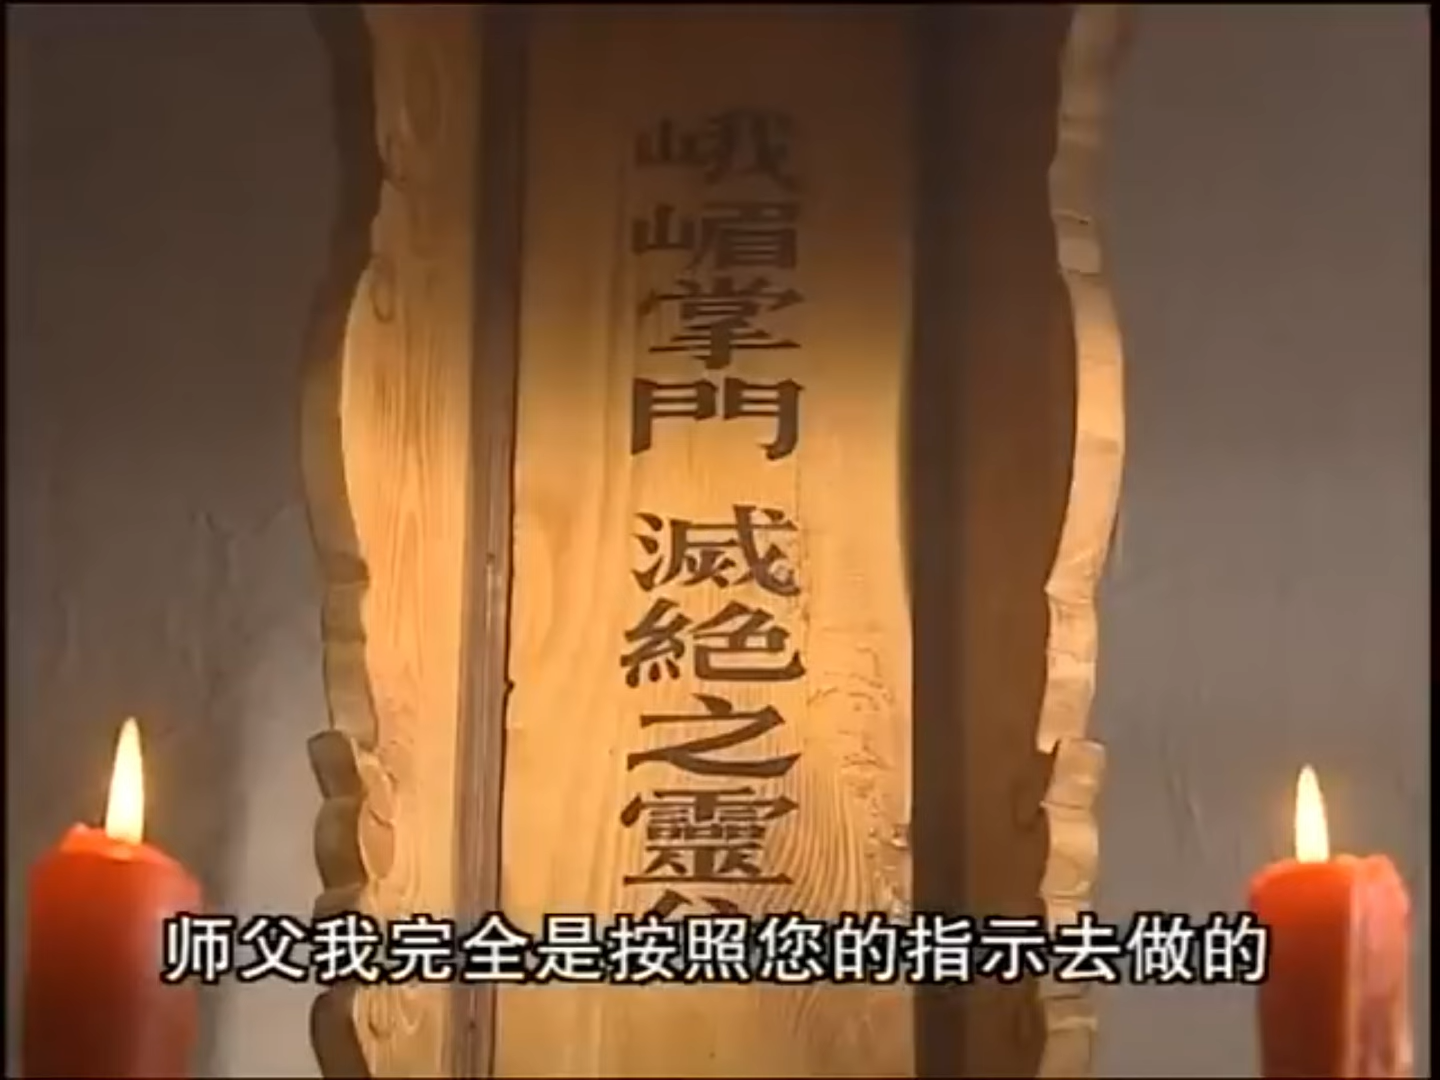 峨嵋掌門 滅絕之靈位
师父我完全是按照您的指示去做的